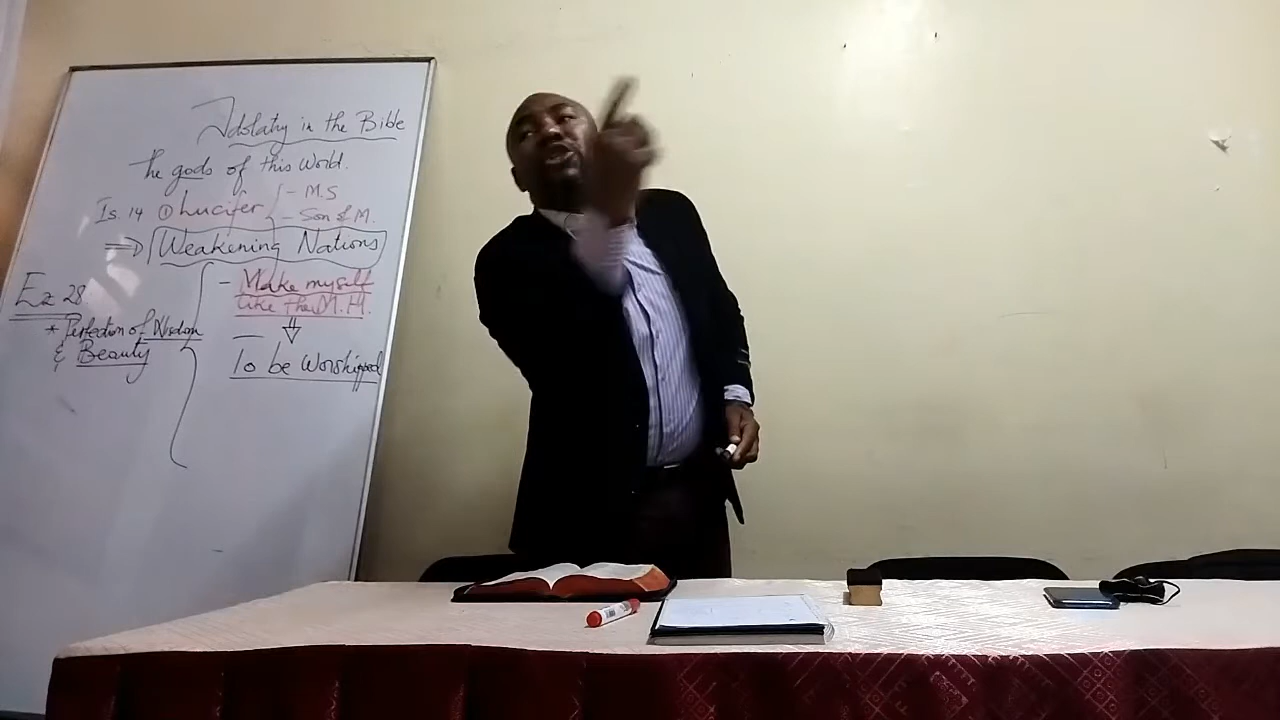 Idolatry in the Bible
The gods of this World.
Is. 14 ① Lucifer { - M.S
- Son of M.
⇒ Weakening Nations
Ez 28
- Make myself
like the M.H.
* Perfection of Wisdom
& Beauty
⇓
To be Worshipped